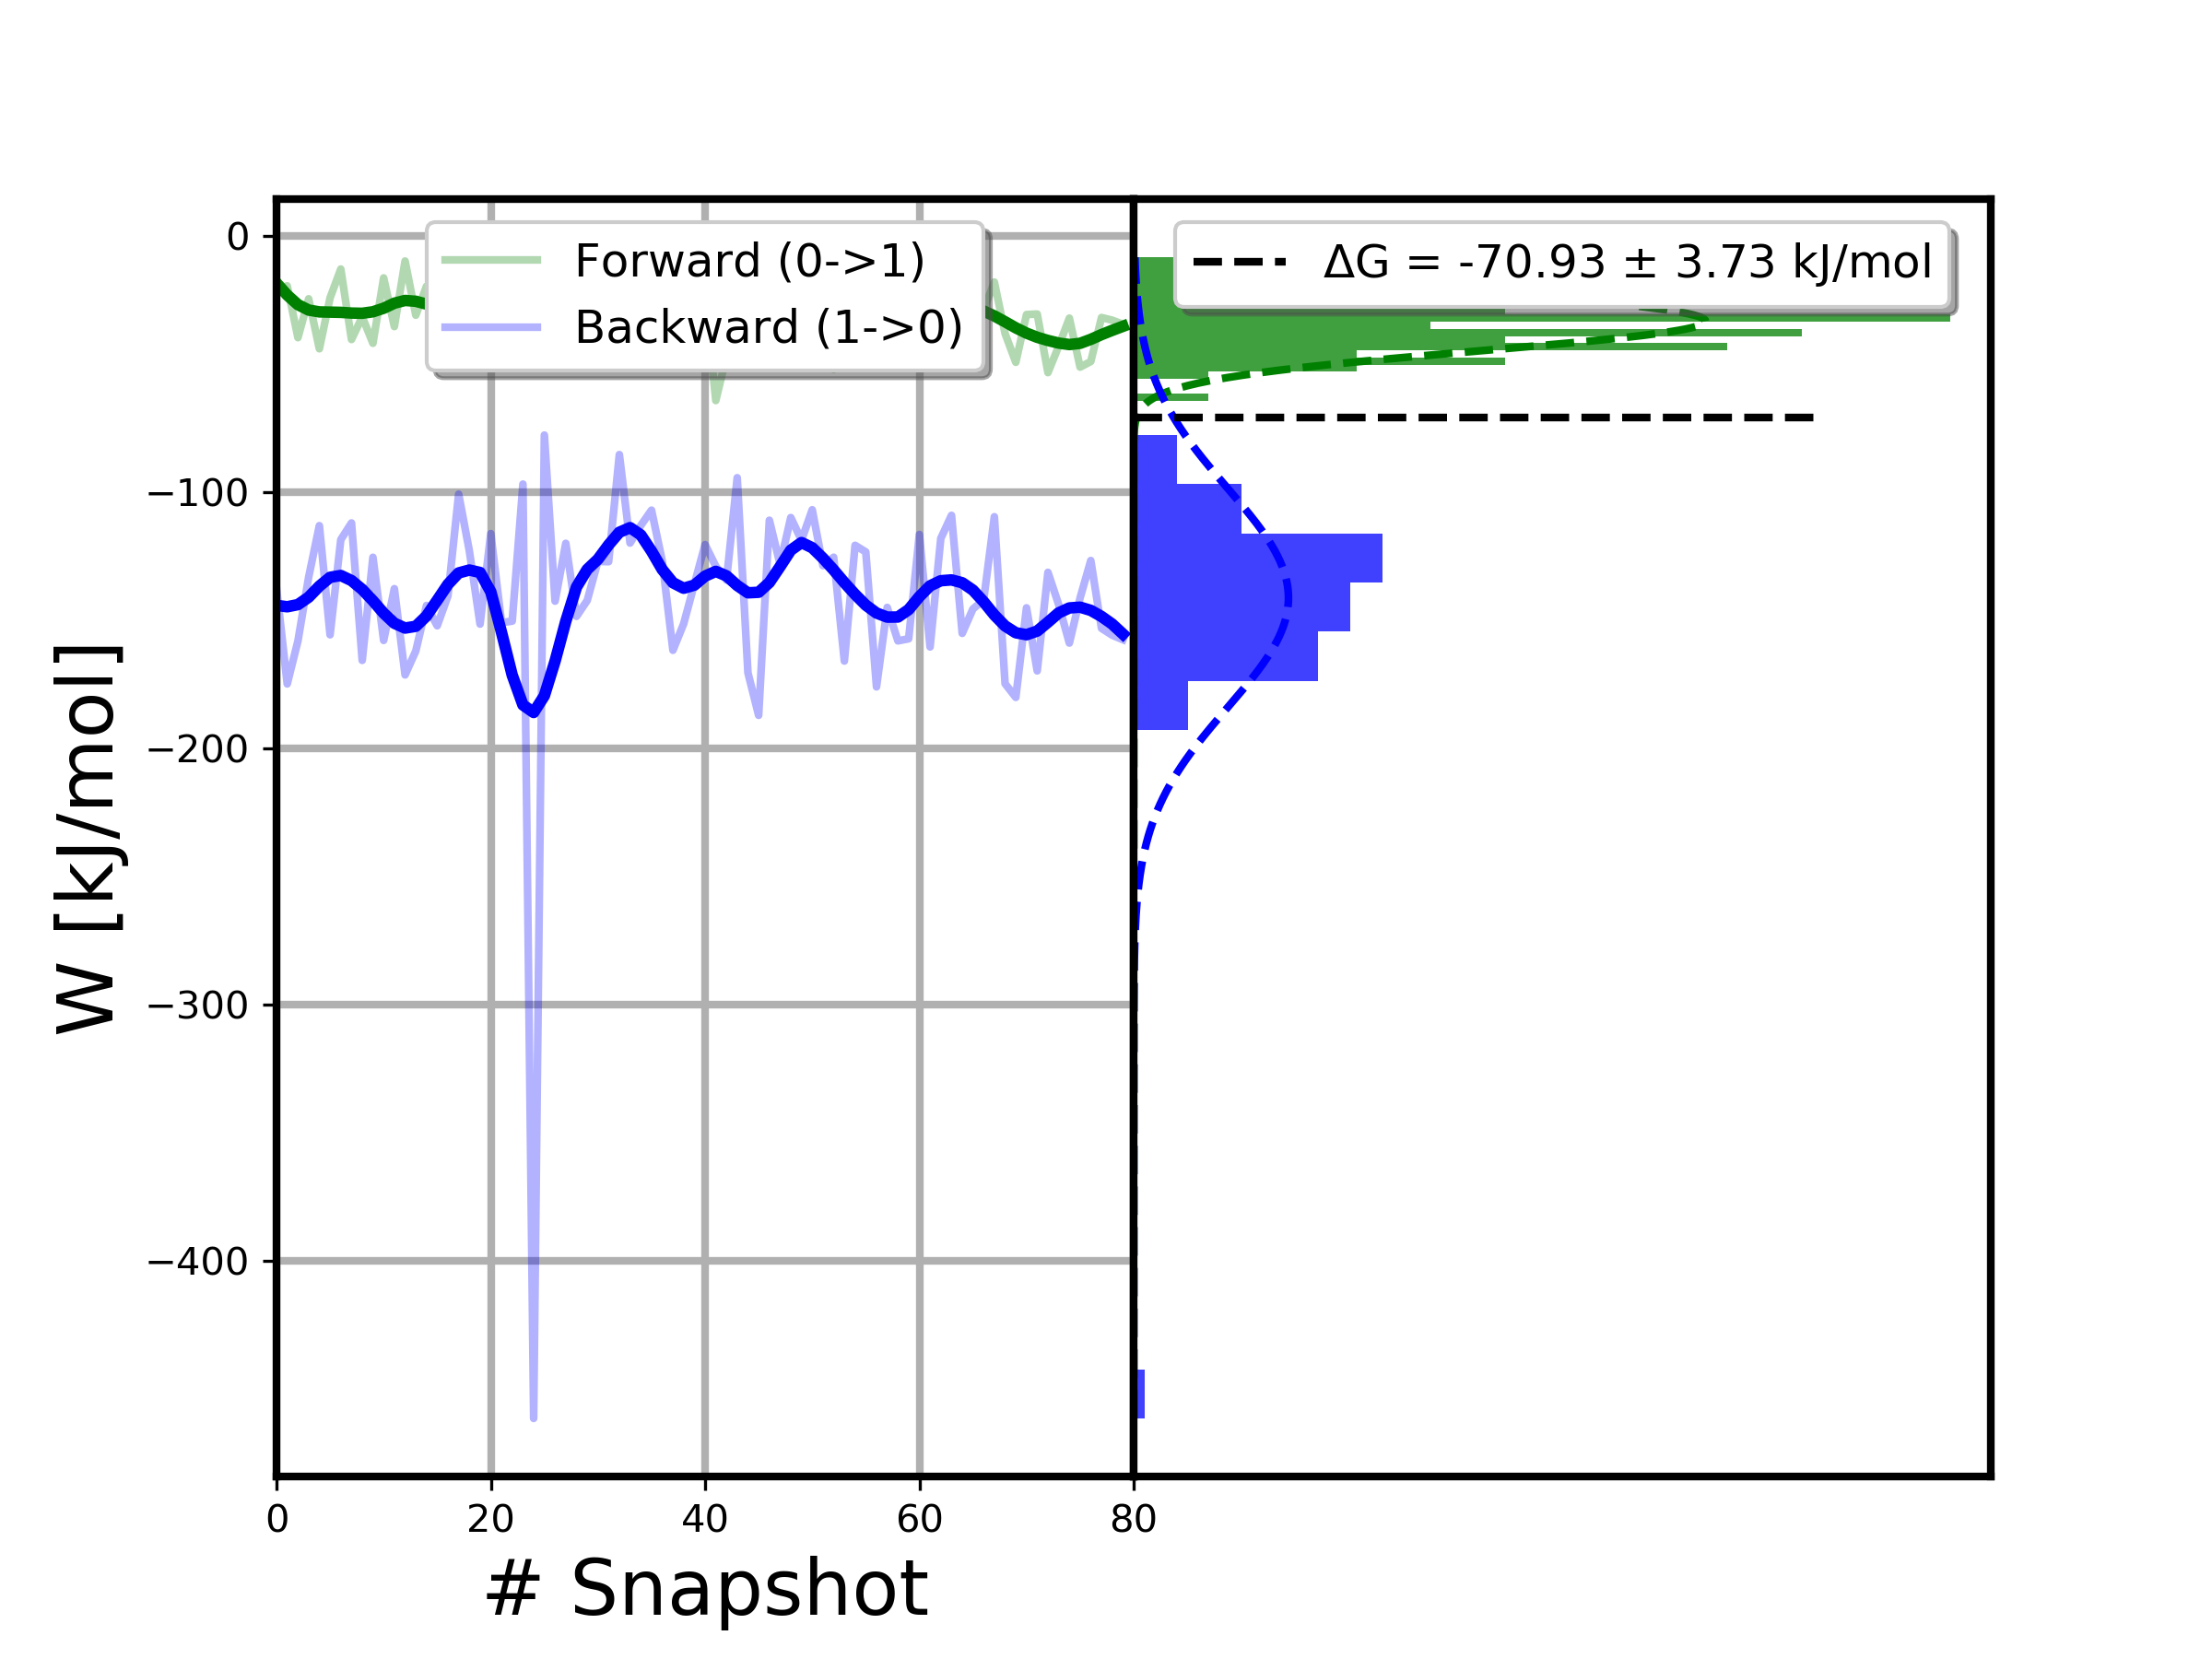 Forward (0->1)
Backward (1->0)
ΔG = -70.93 ± 3.73 kJ/mol
0
−100
−200
−300
−400
W [kJ/mol]
0
20
40
60
80
# Snapshot